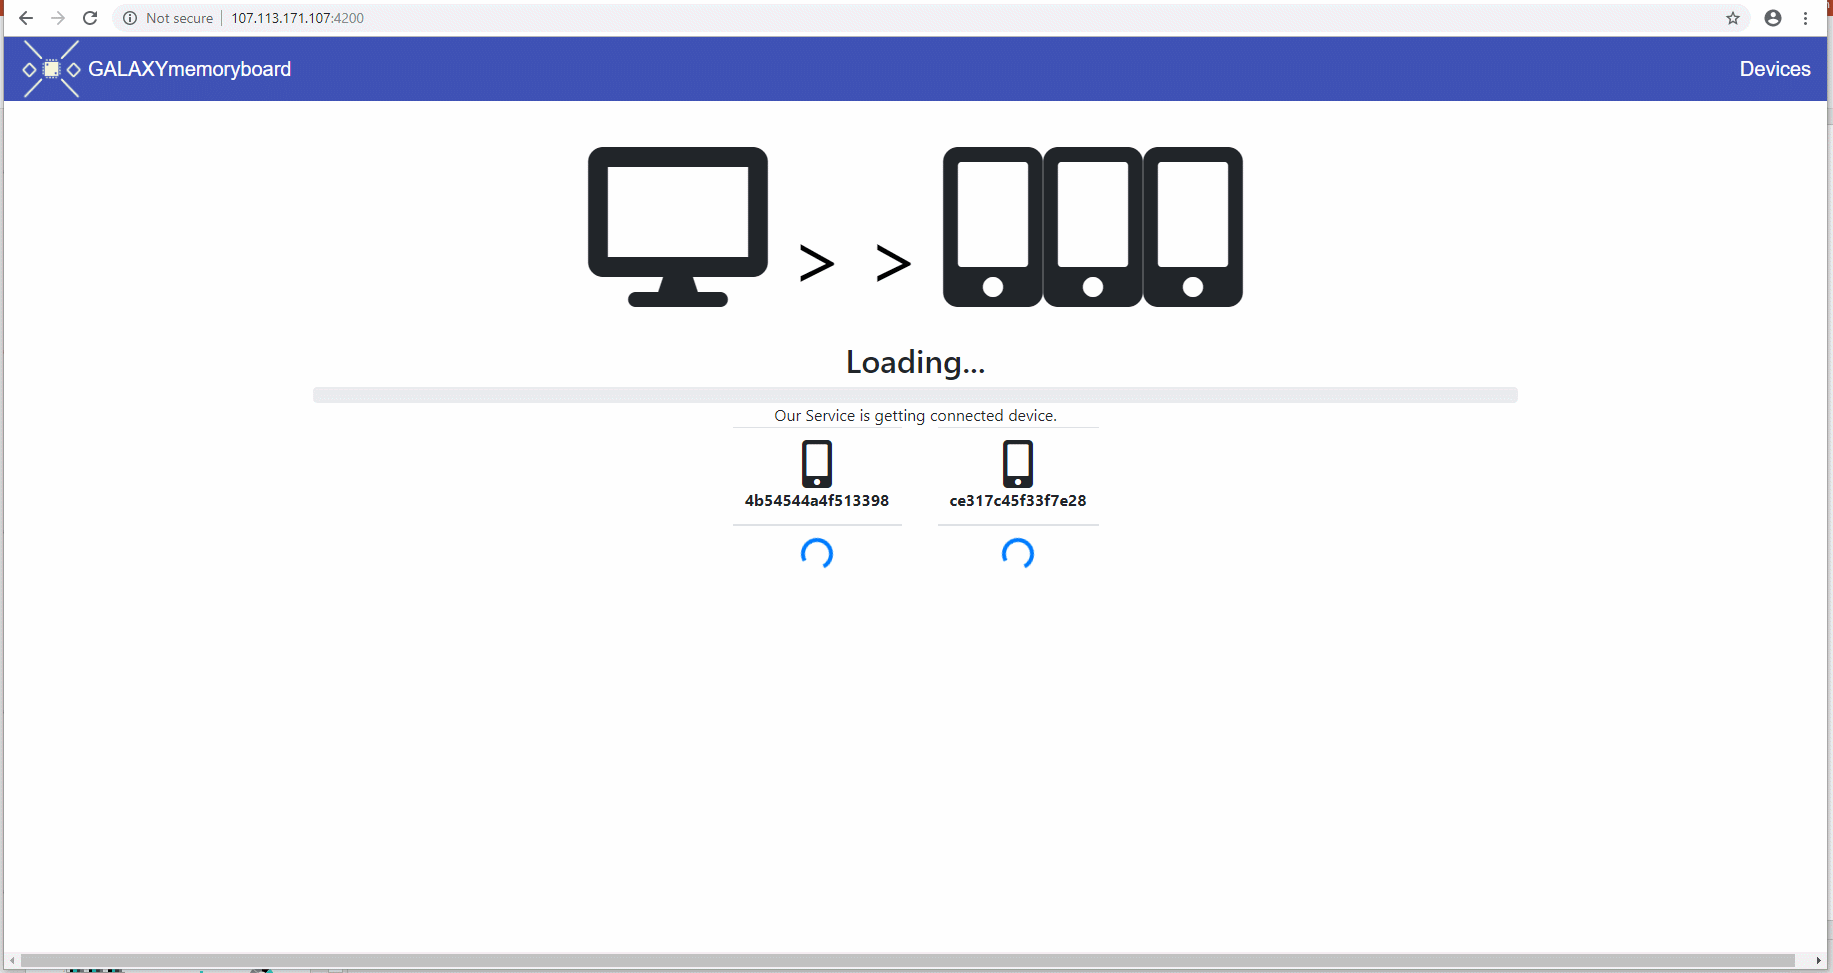 Not secure | 107.113.171.107:4200
GALAXYmemoryboard
Devices
> >
Loading...
Our Service is getting connected device.
4b54544a4f513398
ce317c45f33f7e28